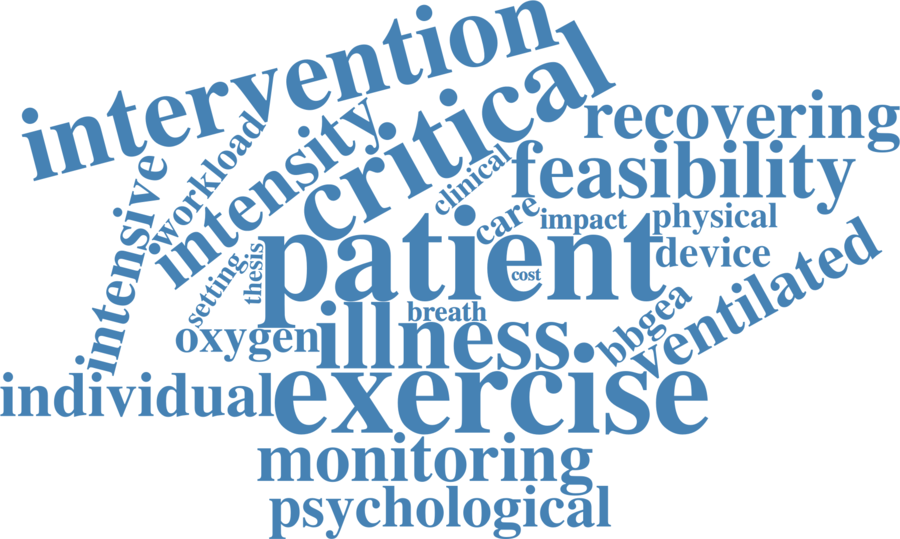 intervention
critical
recovering
intensity
workload
feasibility
clinical
intensive
care
impact
physical
patient
device
ventilated
setting
thesis
cost
bbgea
breath
oxygen
illness
individual
exercise
monitoring
psychological